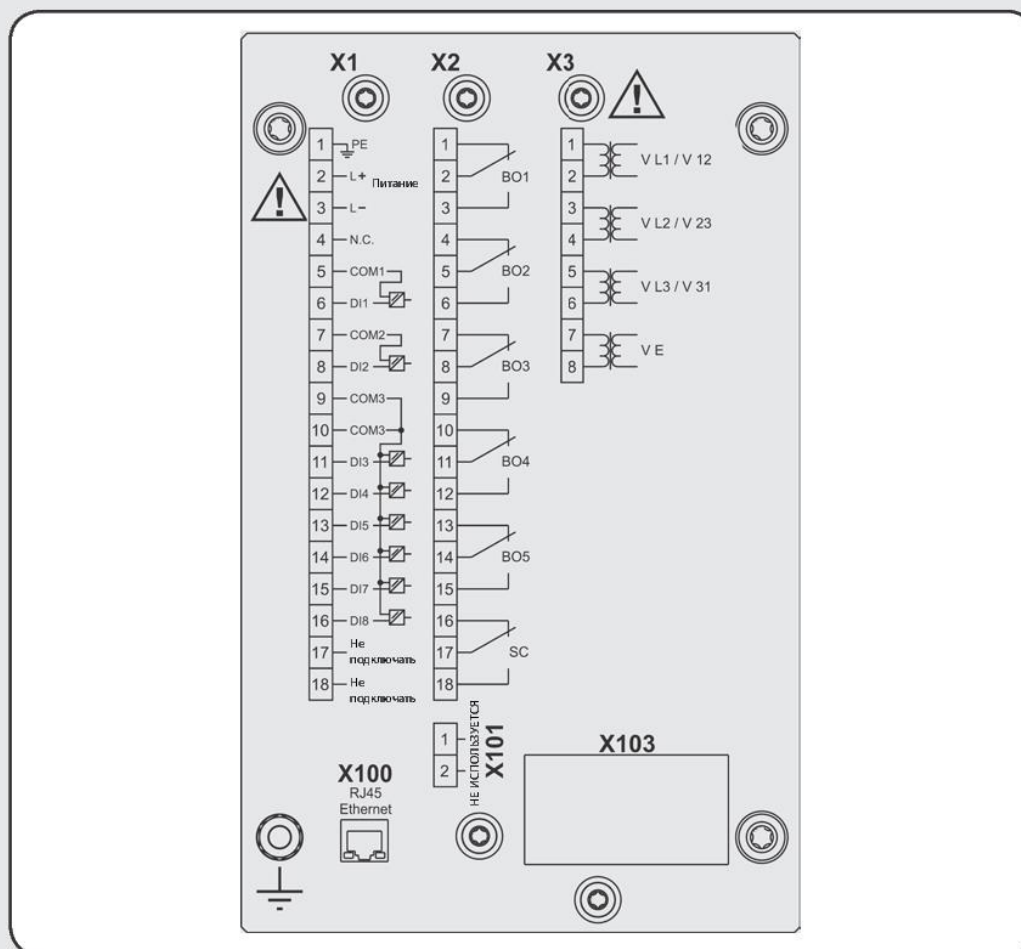 X1
X2
X3
1 PE
2 L+ Питание
3 L−
4 N.C.
5 COM1
6 DI1
7 COM2
8 DI2
9 COM3
10 COM3
11 DI3
12 DI4
13 DI5
14 DI6
15 DI7
16 DI8
17 Не
подключать
18 Не
подключать
1
2 BO1
3
4
5 BO2
6
7
8 BO3
9
10
11 BO4
12
13
14 BO5
15
16
17 SC
18
1
2
V L1 / V 12
3
4
V L2 / V 23
5
6
V L3 / V 31
7
8
V E
1
2
НЕ ИСПОЛЬЗУЕТСЯ
X101
X100
RJ45
Ethernet
X103